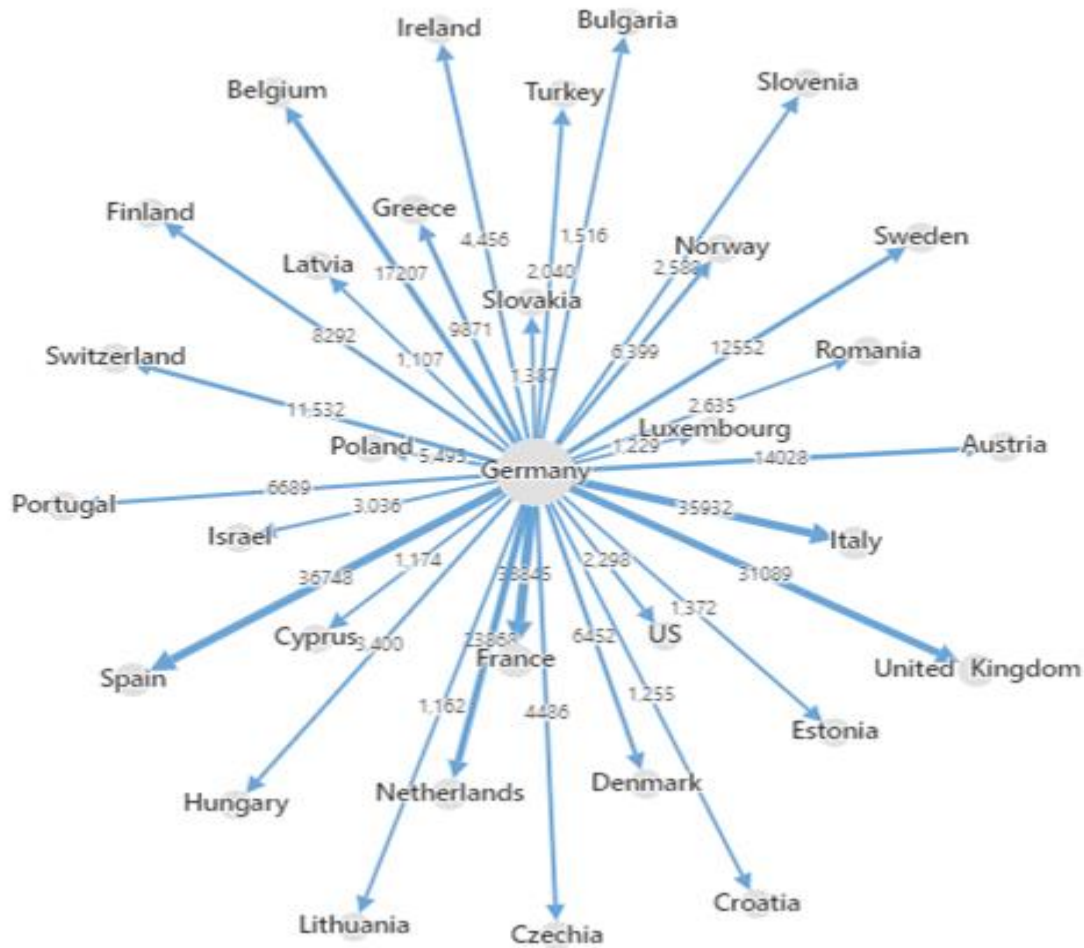 Ireland
Bulgaria
Belgium
Turkey
Slovenia
Finland
Greece
4,456
1,516
Sweden
Latvia
17207
2,040
2,588
Norway
Slovakia
9871
8292
6,399
12552
Switzerland
1,107
1,387
Romania
11,532
2,635
Luxembourg
Poland
5,493
Germany
1,229
14028
Austria
Portugal
6689
3,036
35932
Israel
Italy
36748
1,174
38845
2,298
31089
Cyprus
3,400
23868
6452
US
1,372
France
Spain
United Kingdom
1,162
4486
1,255
Estonia
Hungary
Netherlands
Denmark
Lithuania
Czechia
Croatia